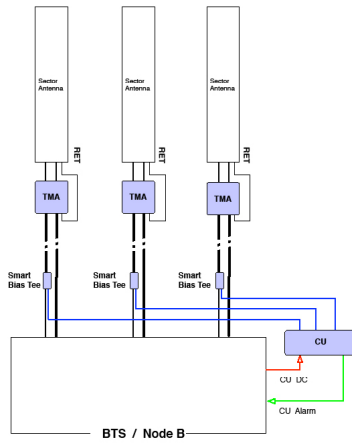 Sector
Antenna
Sector
Antenna
Sector
Antenna
RET
RET
RET
TMA
TMA
TMA
Smart
Bias Tee
Smart
Bias Tee
Smart
Bias Tee
CU
CU DC
CU Alarm
BTS / Node B